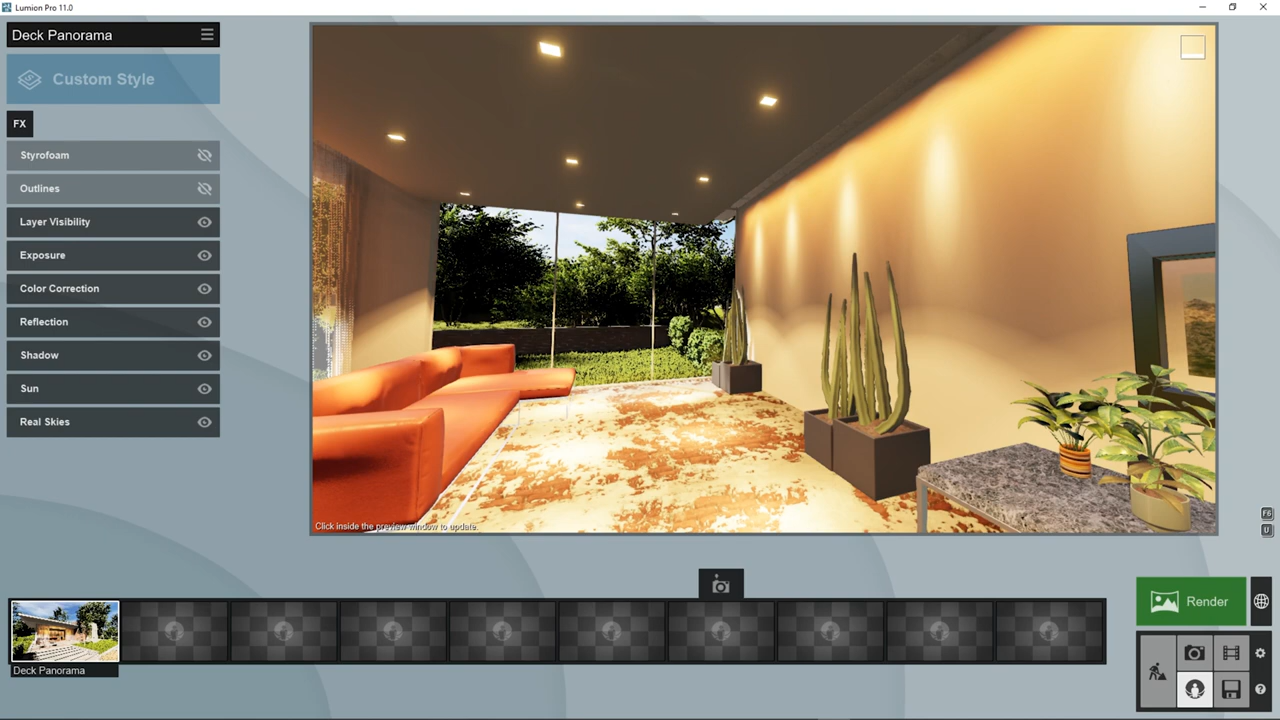 Lumion Pro 11.0
Deck Panorama
Custom Style
FX
Styrofoam
Outlines
Layer Visibility
Exposure
Color Correction
Reflection
Shadow
Sun
Real Skies
Click inside the preview window to update.
F6
U
Render
Deck Panorama
?